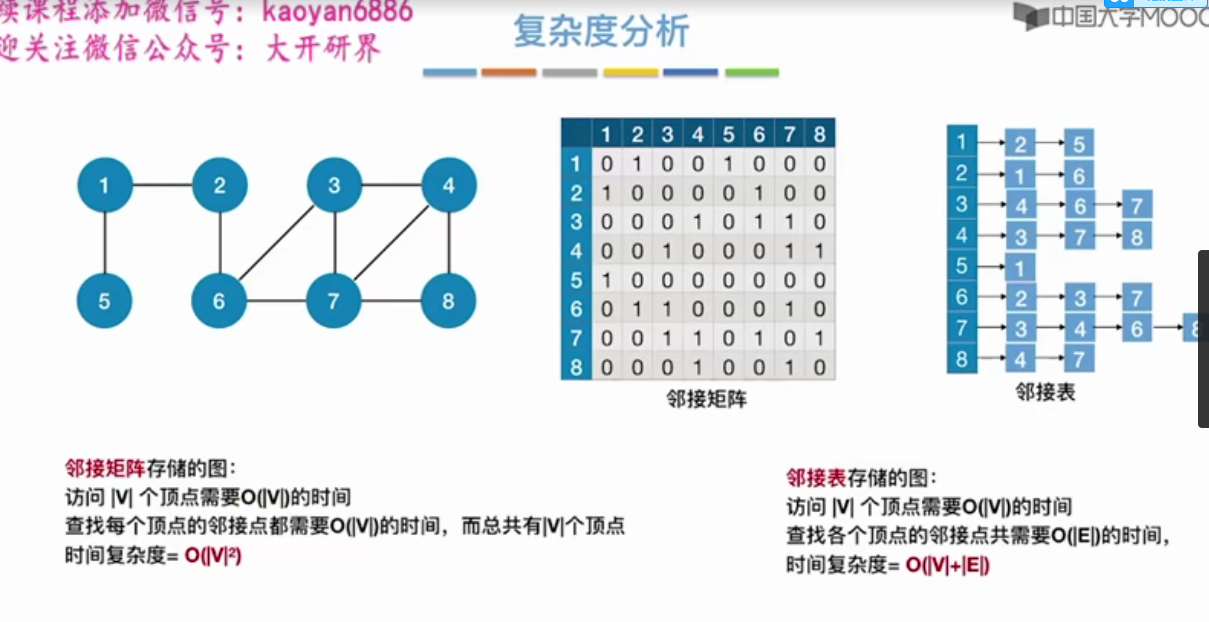 续课程添加微信号：kaoyan6886
迎关注微信公众号：大开研界
复杂度分析
中国大学MOOC
1 2 3 4
5 6 7 8
1 2 3 4 5 6 7 8
1 0 1 0 0 1 0 0 0
2 1 0 0 0 0 1 0 0
3 0 0 0 1 0 1 1 0
4 0 0 1 0 0 0 1 1
5 1 0 0 0 0 0 0 0
6 0 1 1 0 0 0 1 0
7 0 0 1 1 0 1 0 1
8 0 0 0 1 0 0 1 0
邻接矩阵
1 2 5
2 1 6
3 4 6 7
4 3 7 8
5 1
6 2 3 7
7 3 4 6 8
8 4 7
邻接表
邻接矩阵存储的图：
访问 |V| 个顶点需要O(|V|)的时间
查找每个顶点的邻接点都需要O(|V|)的时间，而总共有|V|个顶点
时间复杂度= O(|V|²)
邻接表存储的图：
访问 |V| 个顶点需要O(|V|)的时间
查找各个顶点的邻接点共需要O(|E|)的时间，
时间复杂度= O(|V|+|E|)